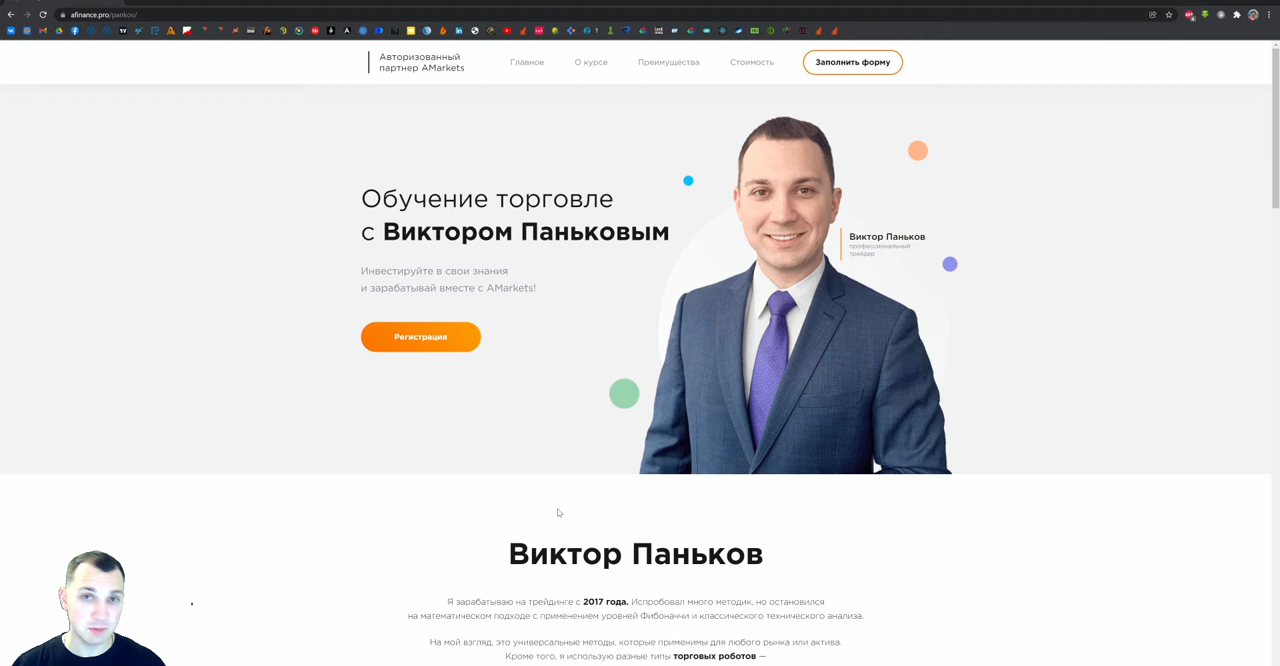 afinance.pro/pankov/
Авторизованный
партнер AMarkets
Главное
О курсе
Преимущества
Стоимость
Заполнить форму
Обучение торговле
с Виктором Паньковым
Инвестируйте в свои знания
и зарабатывай вместе с AMarkets!
Регистрация
Виктор Паньков
профессиональный
трейдер
Виктор Паньков
Я зарабатываю на трейдинге с 2017 года. Испробовал много методик, но остановился
на математическом подходе с применением уровней Фибоначчи и классического технического анализа.
На мой взгляд, это универсальные методы, которые применимы для любого рынка или актива.
Кроме того, я использую разные типы торговых роботов —